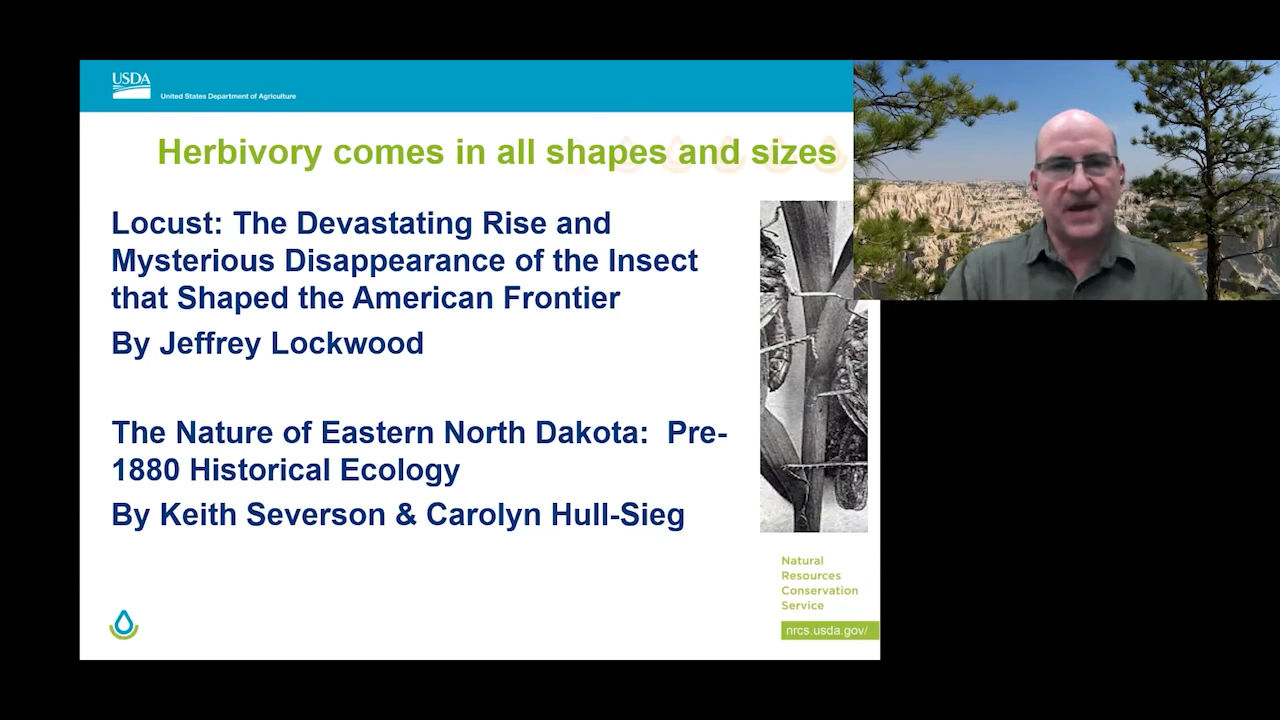 USDA
United States Department of Agriculture
Herbivory comes in all shapes and sizes
Locust: The Devastating Rise and
Mysterious Disappearance of the Insect
that Shaped the American Frontier
By Jeffrey Lockwood
The Nature of Eastern North Dakota:  Pre-
1880 Historical Ecology
By Keith Severson & Carolyn Hull-Sieg
Natural
Resources
Conservation
Service
nrcs.usda.gov/